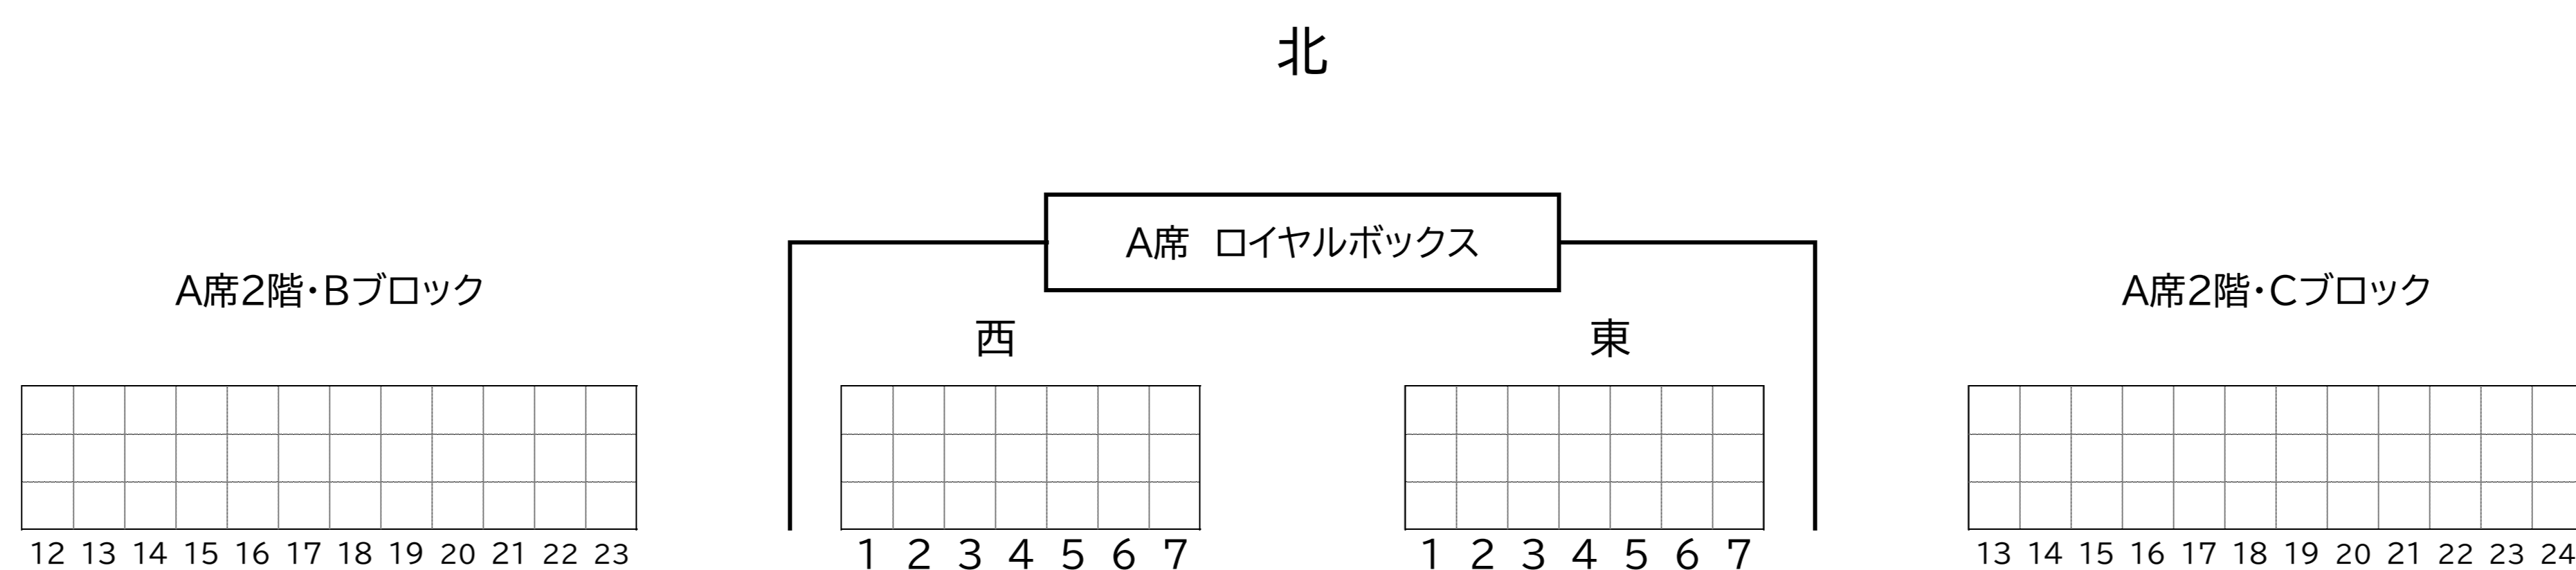 北
A席　ロイヤルボックス
A席2階・Bブロック
A席2階・Cブロック
西
東
12 13 14 15 16 17 18 19 20 21 22 23
1 2 3 4 5 6 7
1 2 3 4 5 6 7
13 14 15 16 17 18 19 20 21 22 23 24